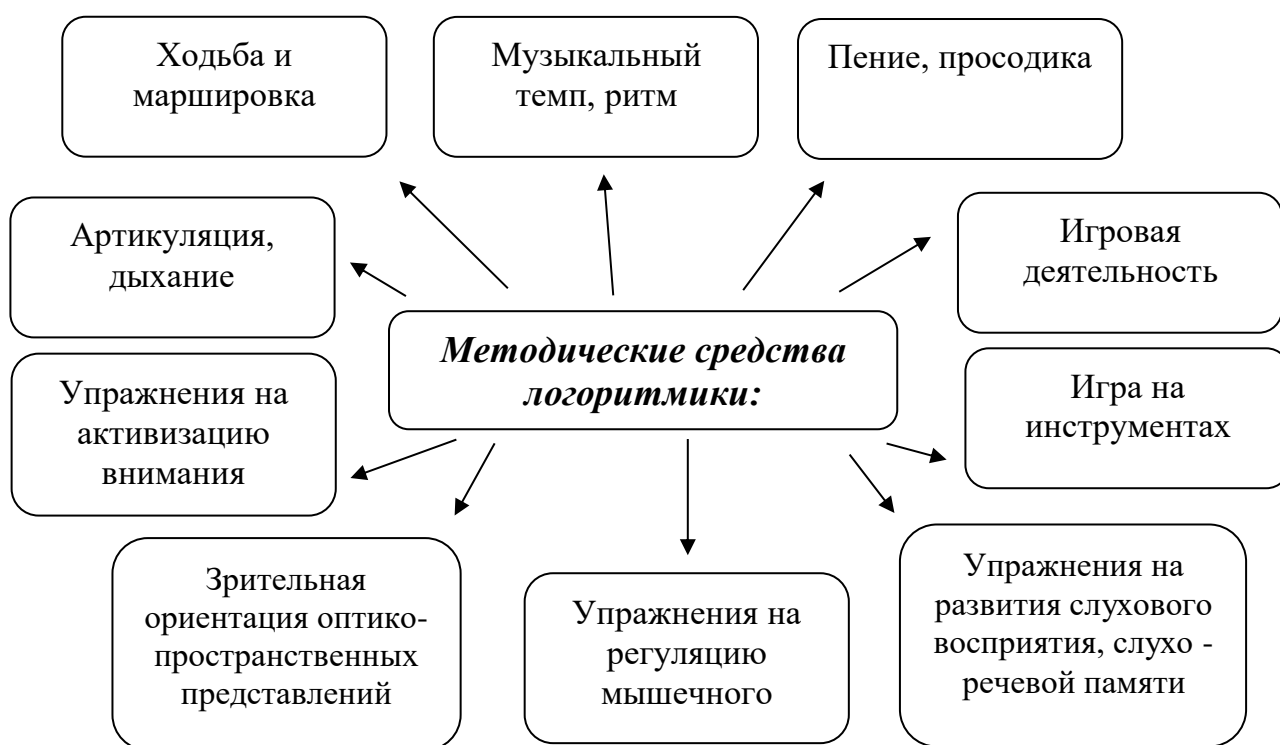 Ходьба и
маршировка
Музыкальный
темп, ритм
Пение, просодика
Артикуляция,
дыхание
Игровая
деятельность
Методические средства
логоритмики:
Упражнения на
активизацию
внимания
Игра на
инструментах
Зрительная
ориентация оптико-
пространственных
представлений
Упражнения на
регуляцию
мышечного
Упражнения на
развития слухового
восприятия, слухо -
речевой памяти